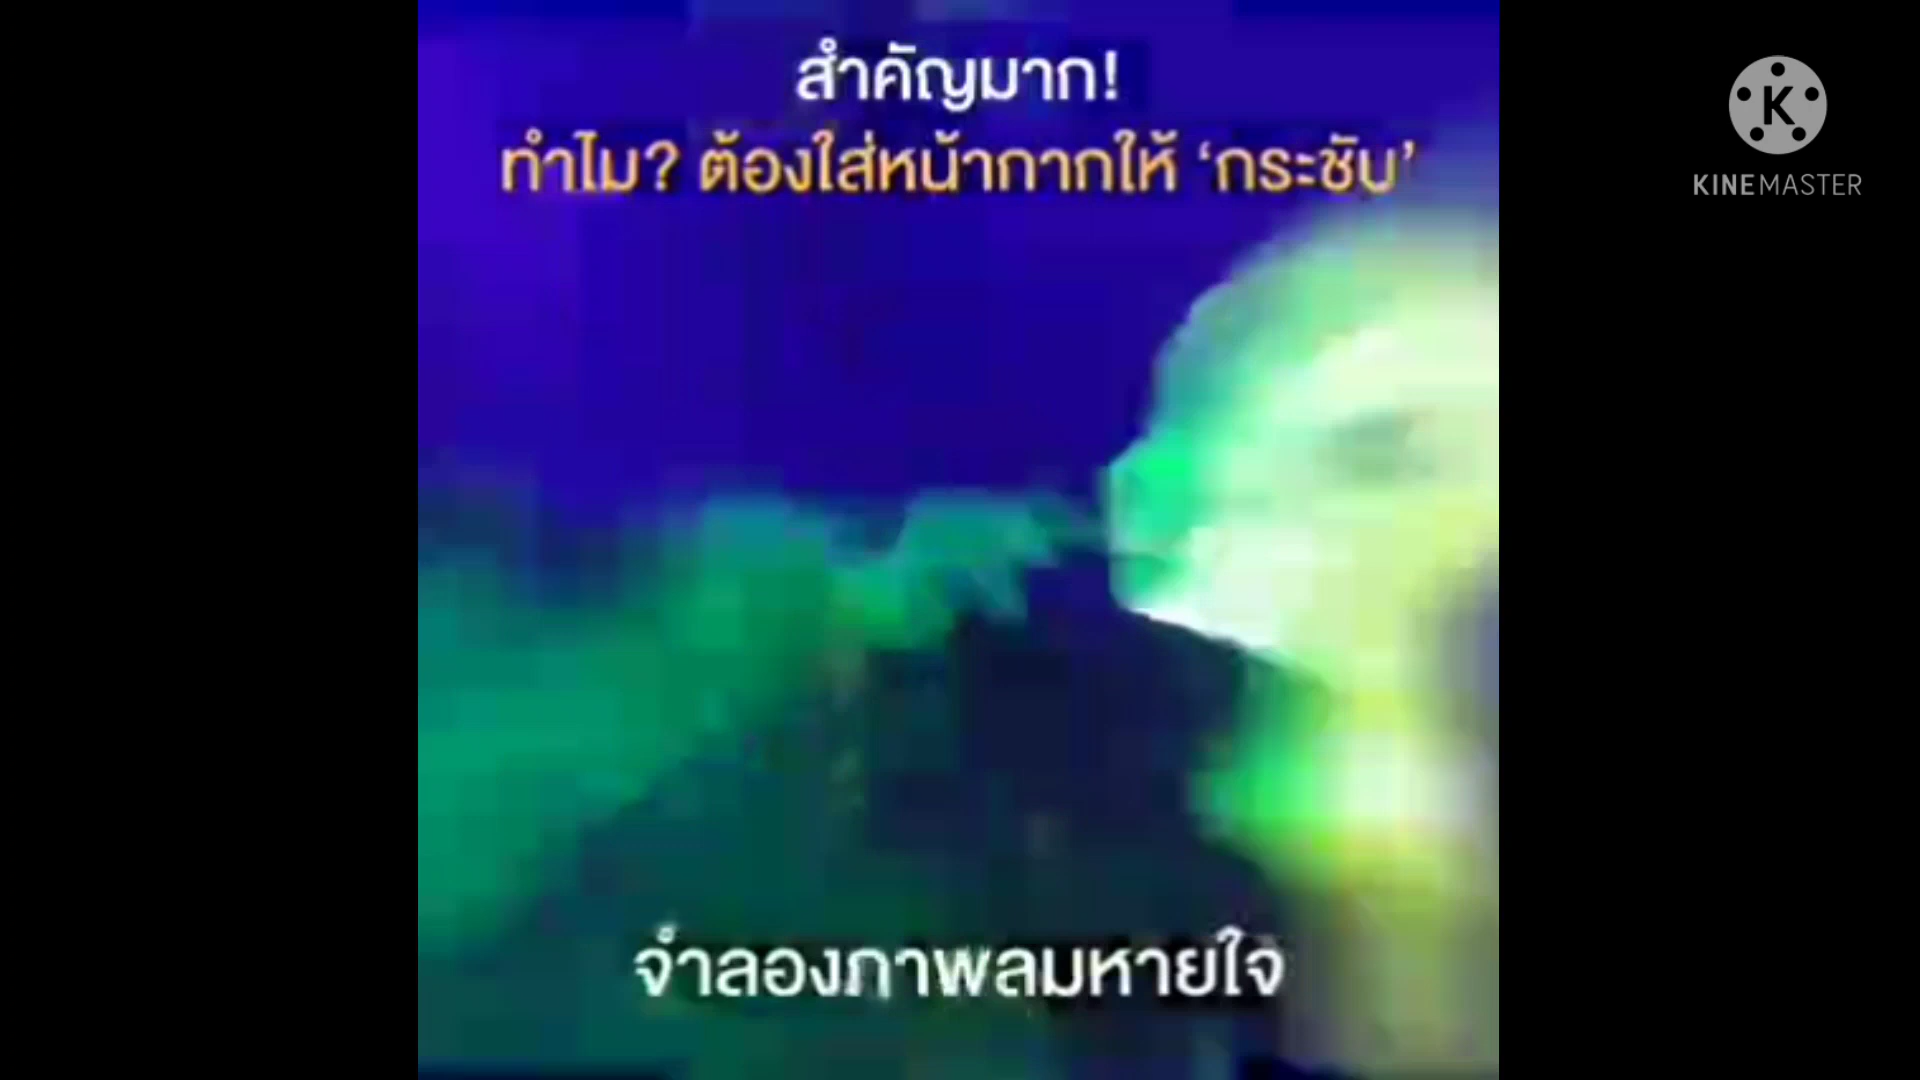 สำคัญมาก!
ทำไม? ต้องใส่หน้ากากให้ ‘กระชับ’
จำลองภาพลมหายใจ
K
KINEMASTER